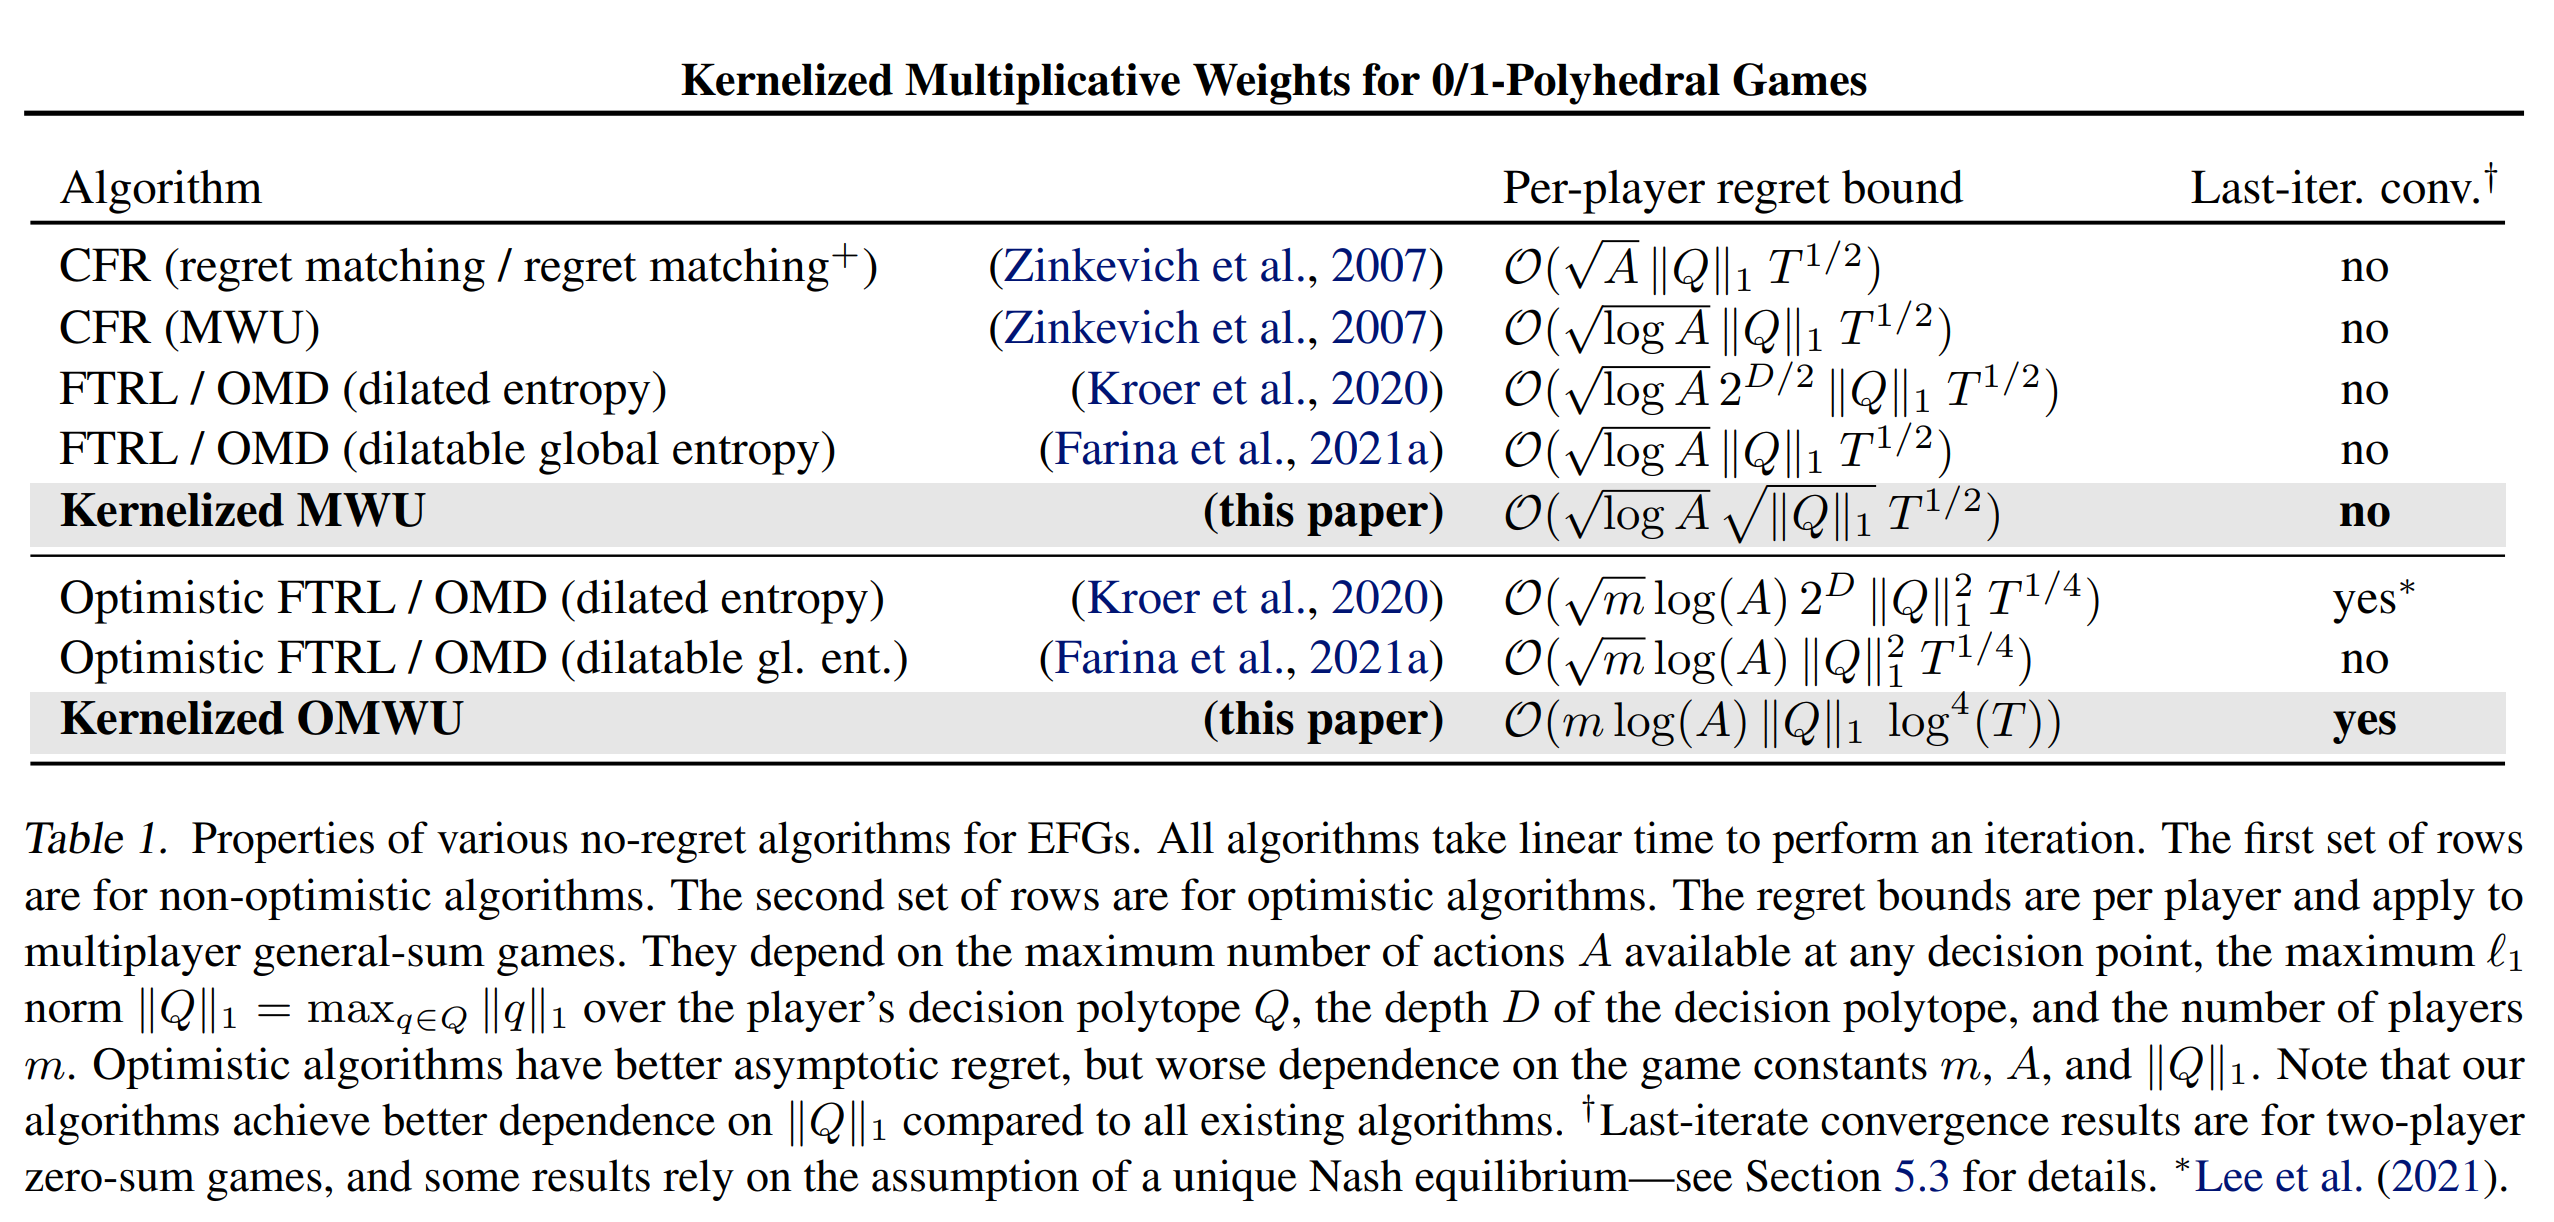 Kernelized Multiplicative Weights for 0/1-Polyhedral Games
Algorithm Per-player regret bound Last-iter. conv.†
CFR (regret matching / regret matching⁺) (Zinkevich et al., 2007) 𝒪(√A ‖Q‖₁ T^{1/2}) no
CFR (MWU) (Zinkevich et al., 2007) 𝒪(√(log A) ‖Q‖₁ T^{1/2}) no
FTRL / OMD (dilated entropy) (Kroer et al., 2020) 𝒪(√(log A) 2^{D/2} ‖Q‖₁ T^{1/2}) no
FTRL / OMD (dilatable global entropy) (Farina et al., 2021a) 𝒪(√(log A) ‖Q‖₁ T^{1/2}) no
Kernelized MWU (this paper) 𝒪(√(log A) √(‖Q‖₁) T^{1/2}) no
Optimistic FTRL / OMD (dilated entropy) (Kroer et al., 2020) 𝒪(√m log(A) 2^D ‖Q‖₁² T^{1/4}) yes*
Optimistic FTRL / OMD (dilatable gl. ent.) (Farina et al., 2021a) 𝒪(√m log(A) ‖Q‖₁² T^{1/4}) no
Kernelized OMWU (this paper) 𝒪(m log(A) ‖Q‖₁ log⁴(T)) yes
Table 1. Properties of various no-regret algorithms for EFGs. All algorithms take linear time to perform an iteration. The first set of rows
are for non-optimistic algorithms. The second set of rows are for optimistic algorithms. The regret bounds are per player and apply to
multiplayer general-sum games. They depend on the maximum number of actions A available at any decision point, the maximum ℓ₁
norm ‖Q‖₁ = max_{q∈Q} ‖q‖₁ over the player's decision polytope Q, the depth D of the decision polytope, and the number of players
m. Optimistic algorithms have better asymptotic regret, but worse dependence on the game constants m, A, and ‖Q‖₁. Note that our
algorithms achieve better dependence on ‖Q‖₁ compared to all existing algorithms. †Last-iterate convergence results are for two-player
zero-sum games, and some results rely on the assumption of a unique Nash equilibrium—see Section 5.3 for details. *Lee et al. (2021).